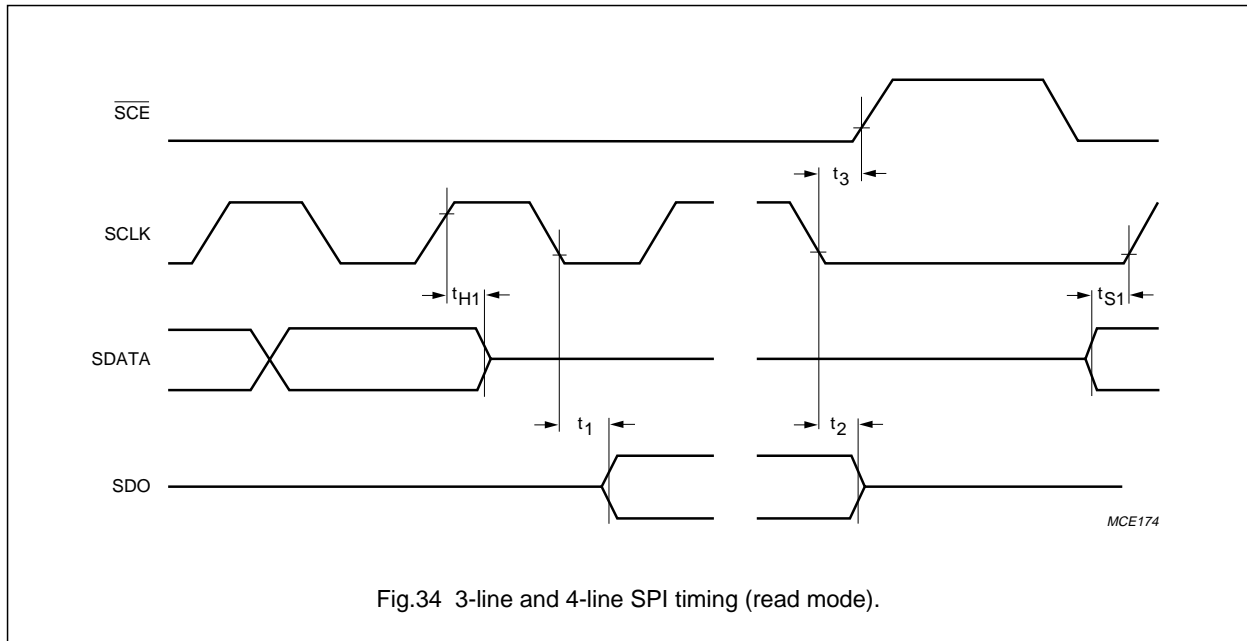 SCE
t3
SCLK
tH1
tS1
SDATA
t1
t2
SDO
MCE174
Fig.34 3-line and 4-line SPI timing (read mode).